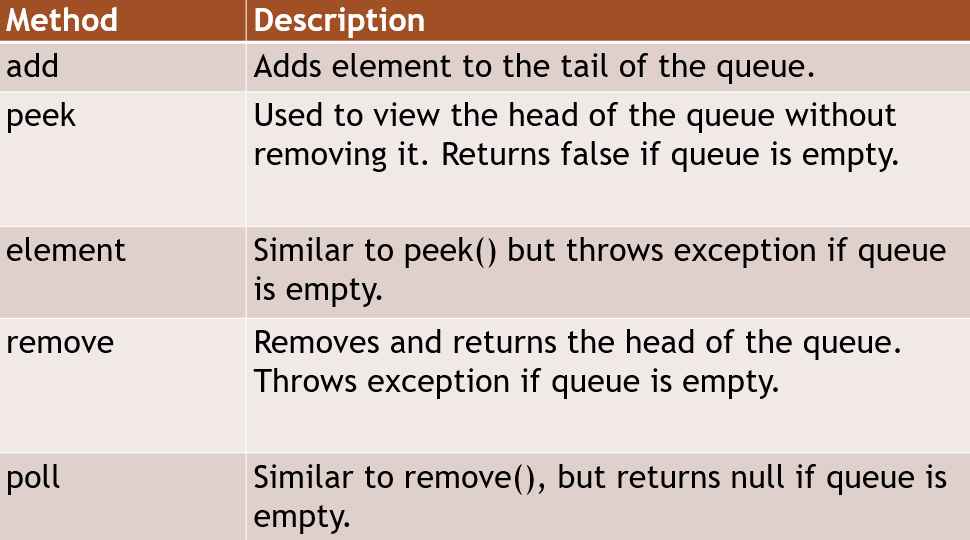 Method Description
add Adds element to the tail of the queue.
peek Used to view the head of the queue without
removing it. Returns false if queue is empty.
element Similar to peek() but throws exception if queue
is empty.
remove Removes and returns the head of the queue.
Throws exception if queue is empty.
poll Similar to remove(), but returns null if queue is
empty.